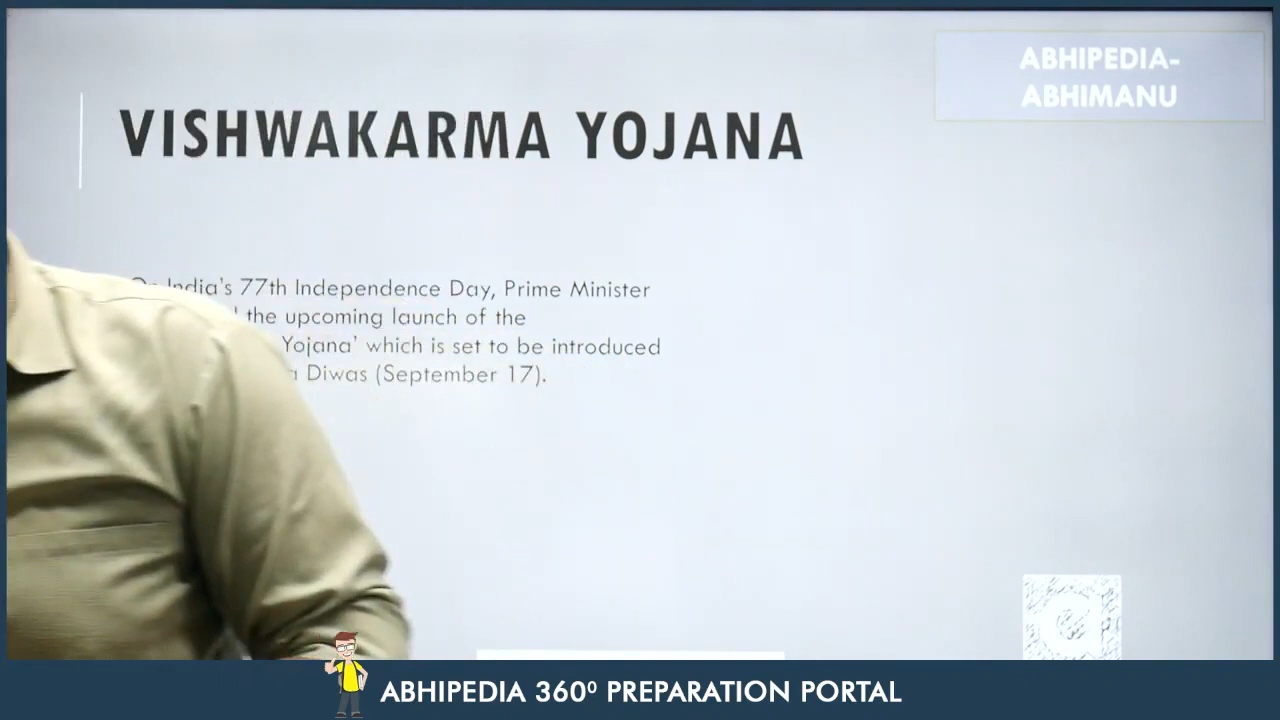 ABHIPEDIA-
ABHIMANU
VISHWAKARMA YOJANA
India's 77th Independence Day, Prime Minister
the upcoming launch of the
Yojana' which is set to be introduced
Diwas (September 17).
ABHIPEDIA 360⁰ PREPARATION PORTAL